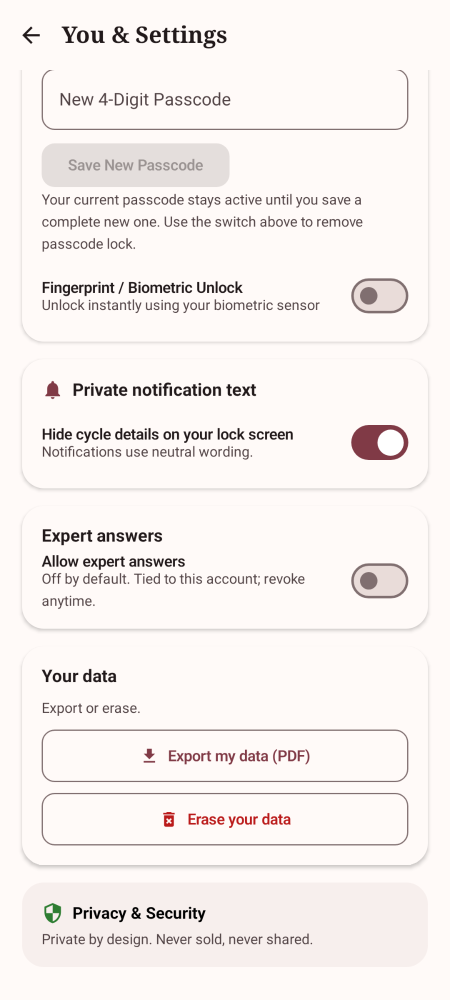 You & Settings
New 4-Digit Passcode
Save New Passcode
Your current passcode stays active until you save a
complete new one. Use the switch above to remove
passcode lock.
Fingerprint / Biometric Unlock
Unlock instantly using your biometric sensor
Private notification text
Hide cycle details on your lock screen
Notifications use neutral wording.
Expert answers
Allow expert answers
Off by default. Tied to this account; revoke
anytime.
Your data
Export or erase.
Export my data (PDF)
Erase your data
Privacy & Security
Private by design. Never sold, never shared.